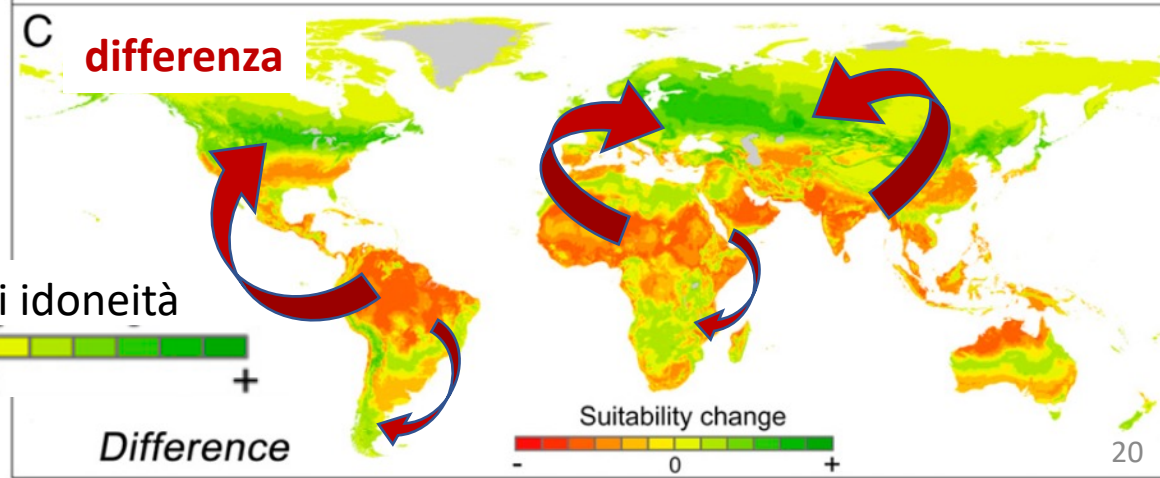 C
differenza
i idoneità
+
Difference
Suitability change
- 0 +
20